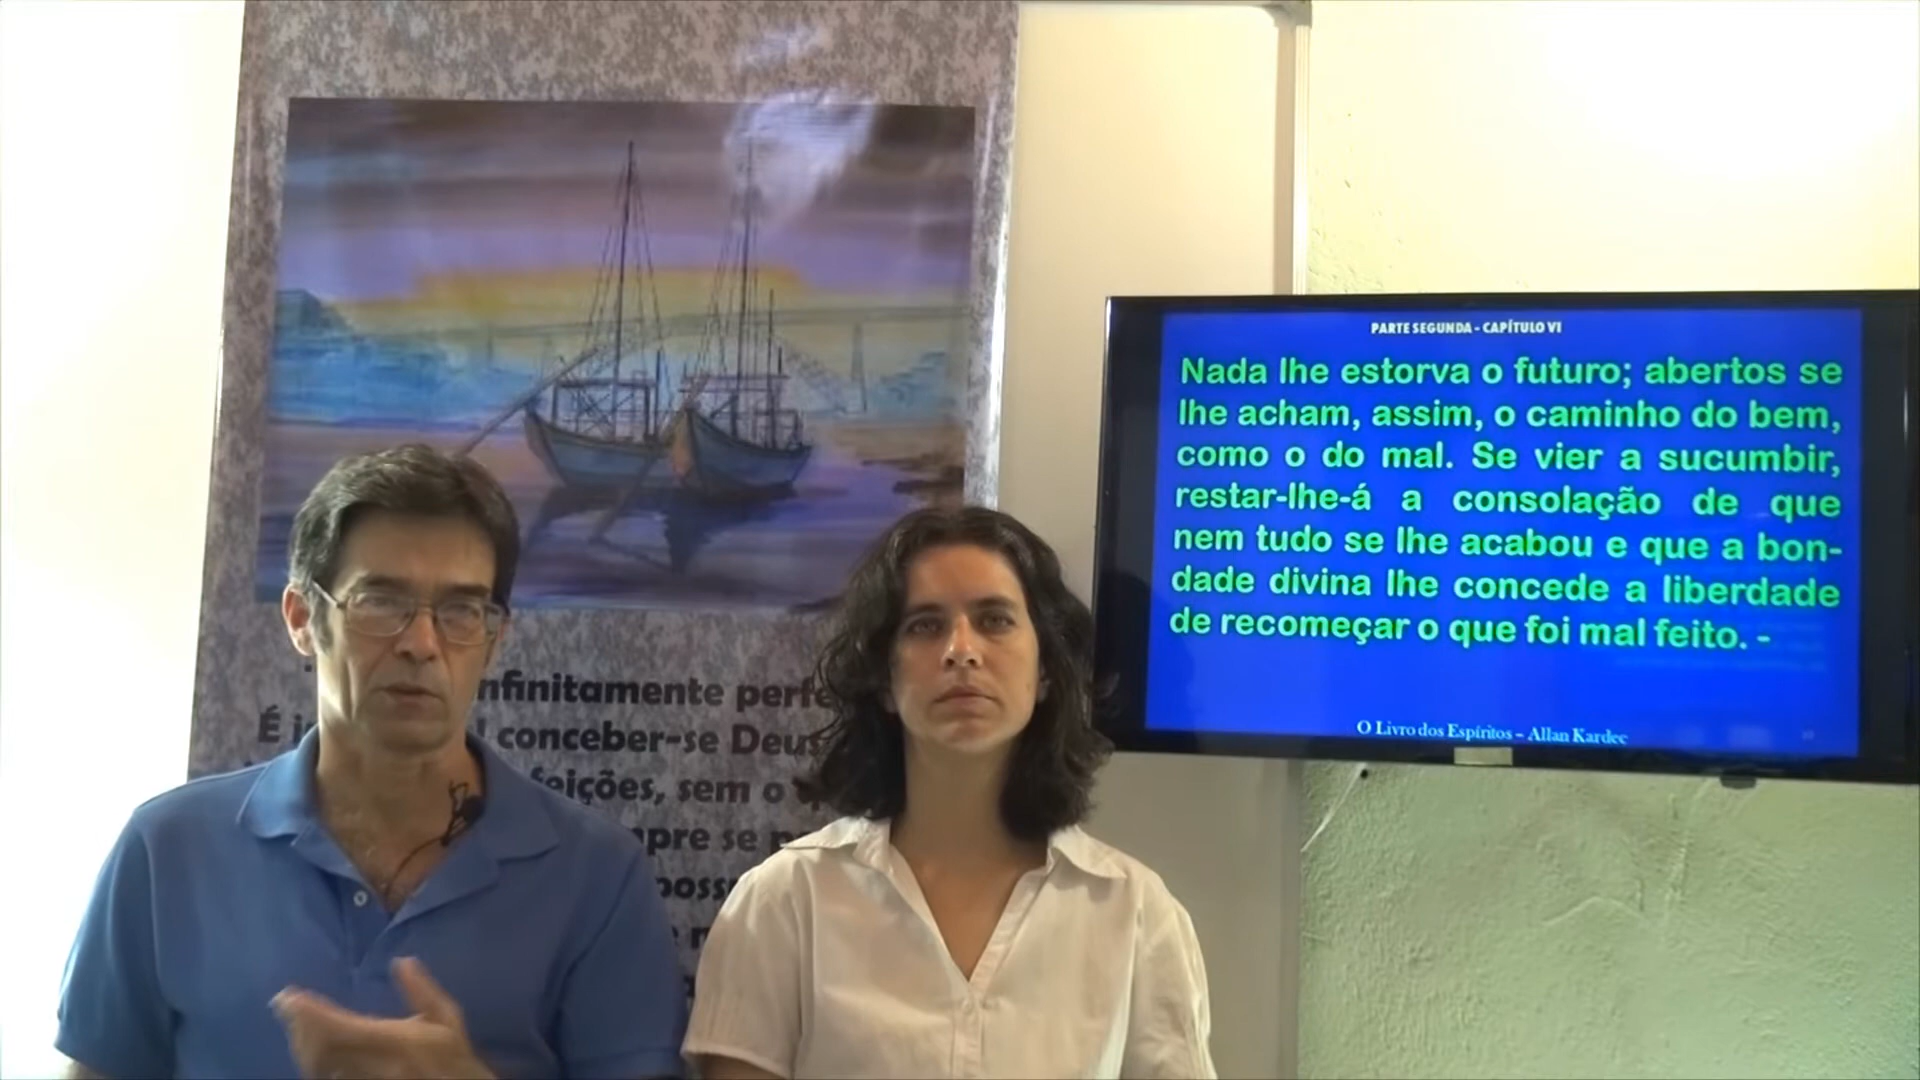 nfinitamente perfe
É i
conceber-se Deus
feições, sem o
pre se p
poss
PARTE SEGUNDA - CAPÍTULO VI
Nada lhe estorva o futuro; abertos se
lhe acham, assim, o caminho do bem,
como o do mal. Se vier a sucumbir,
restar-lhe-á a consolação de que
nem tudo se lhe acabou e que a bon-
dade divina lhe concede a liberdade
de recomeçar o que foi mal feito. -
O Livro dos Espíritos – Allan Kardec